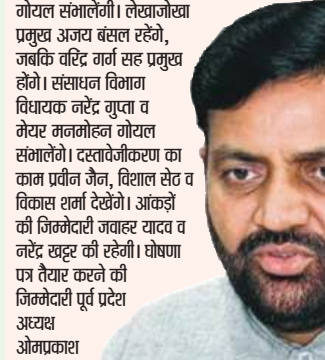 गोयल संभालेंगी। लेखाजोखा
प्रमुख अजय बंसल रहेंगे,
जबकि वरिंद्र गर्ग सह प्रमुख
होंगे। संसाधन विभाग
विधायक नरेंद्र गुप्ता व
मेयर मनमोहन गोयल
संभालेंगे। दस्तावेजीकरण का
काम प्रवीन जैन, विशाल सेठ व
विकास शर्मा देखेंगे। आंकड़ों
की जिम्मेदारी जवाहर यादव व
नरेंद्र खट्टर की रहेगी। घोषणा
पत्र तैयार करने की
जिम्मेदारी पूर्व प्रदेश
अध्यक्ष
ओमप्रकाश